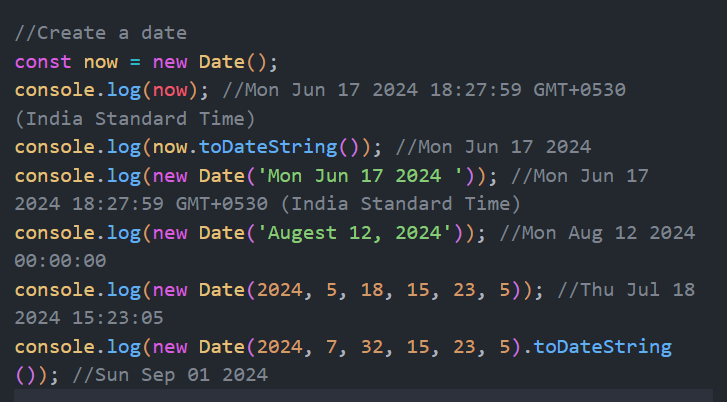 //Create a date
const now = new Date();
console.log(now); //Mon Jun 17 2024 18:27:59 GMT+0530
(India Standard Time)
console.log(now.toDateString()); //Mon Jun 17 2024
console.log(new Date('Mon Jun 17 2024 ')); //Mon Jun 17
2024 18:27:59 GMT+0530 (India Standard Time)
console.log(new Date('Augest 12, 2024')); //Mon Aug 12 2024
00:00:00
console.log(new Date(2024, 5, 18, 15, 23, 5)); //Thu Jul 18
2024 15:23:05
console.log(new Date(2024, 7, 32, 15, 23, 5).toDateString
()); //Sun Sep 01 2024